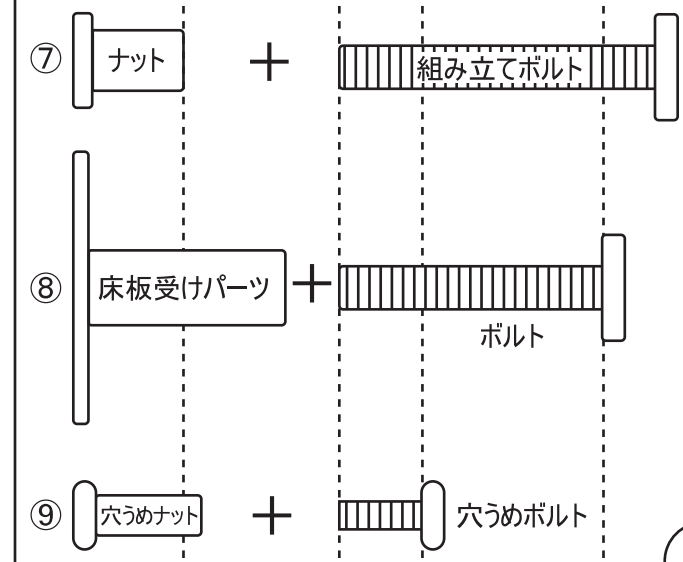 ⑦ ナット + 組み立てボルト
⑧ 床板受けパーツ + ボルト
⑨ 穴うめナット + 穴うめボルト